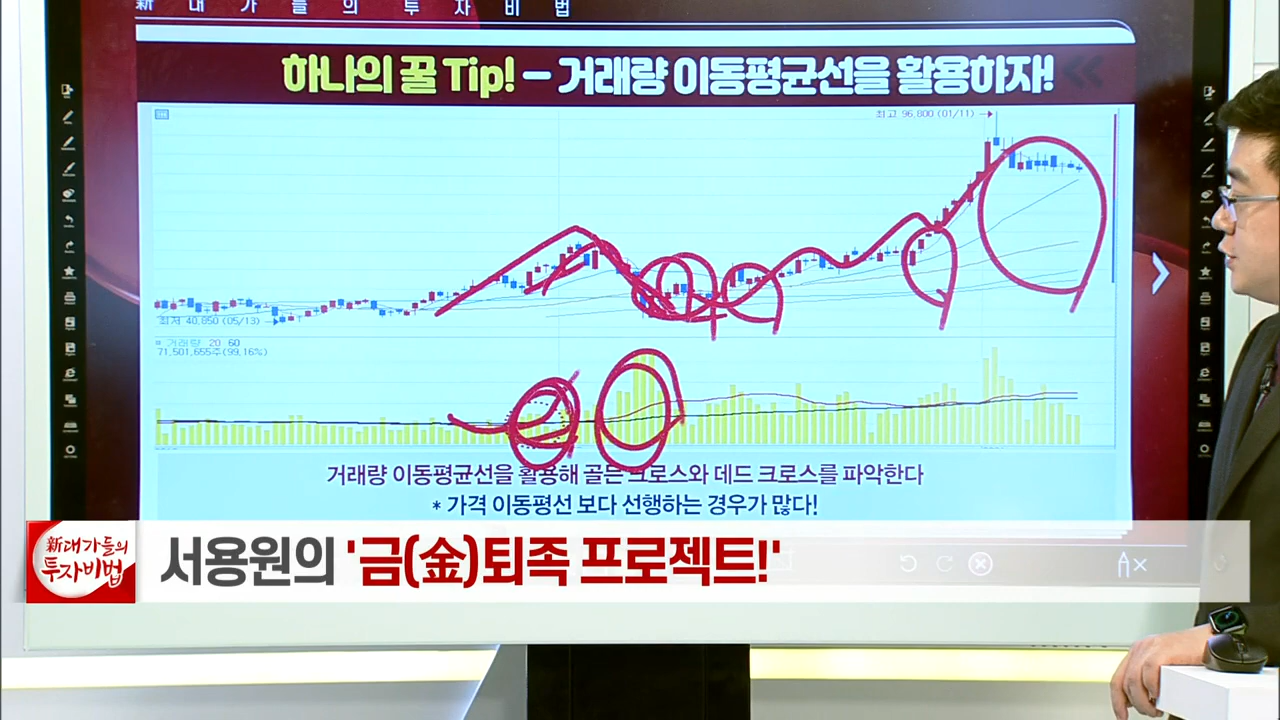 新 대 가 들 의 투 자 비 법
하나의 꿀 Tip! – 거래량 이동평균선을 활용하자!
최고 96,800 (01/11)
최저 40,850 (05/13)
거래량 20 60
71,501,655주(99.16%)
거래량 이동평균선을 활용해 골든 크로스와 데드 크로스를 파악한다
* 가격 이동평선 보다 선행하는 경우가 많다!
新대가들의
투자비법
서용원의 '금(金)퇴족 프로젝트!'